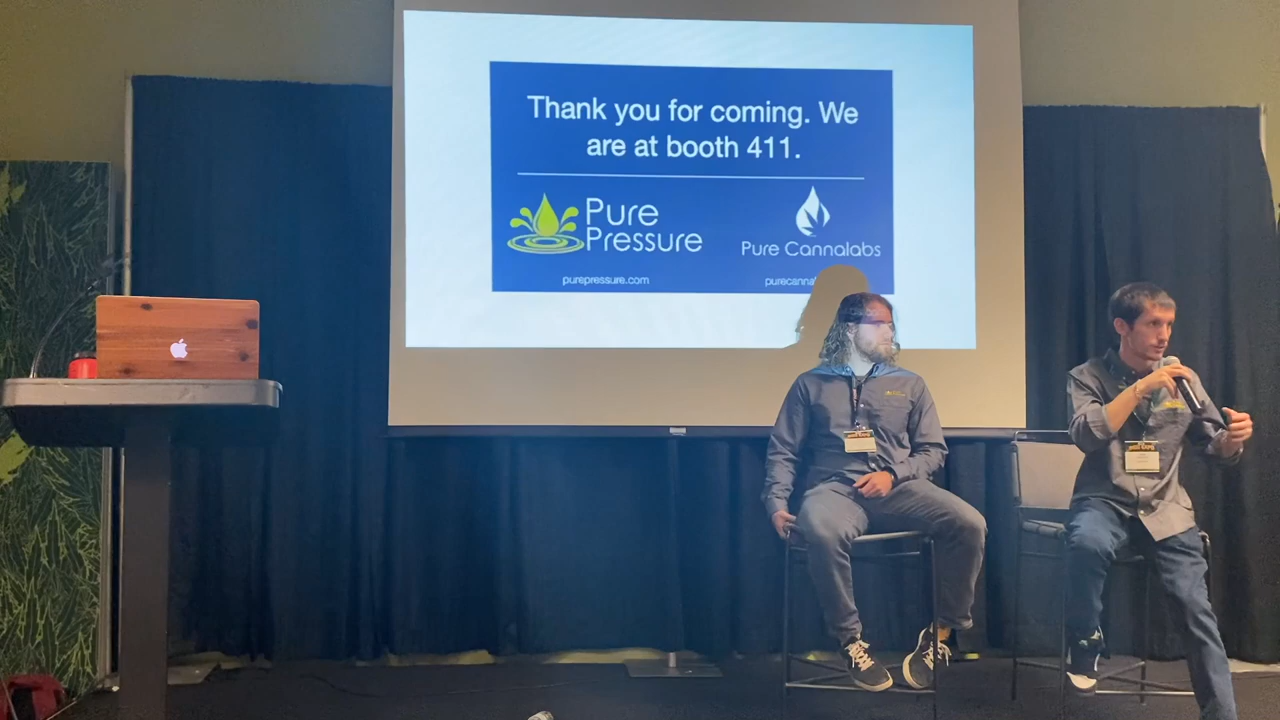 Thank you for coming. We
are at booth 411.
Pure
Pressure
Pure Cannalabs
purepressure.com